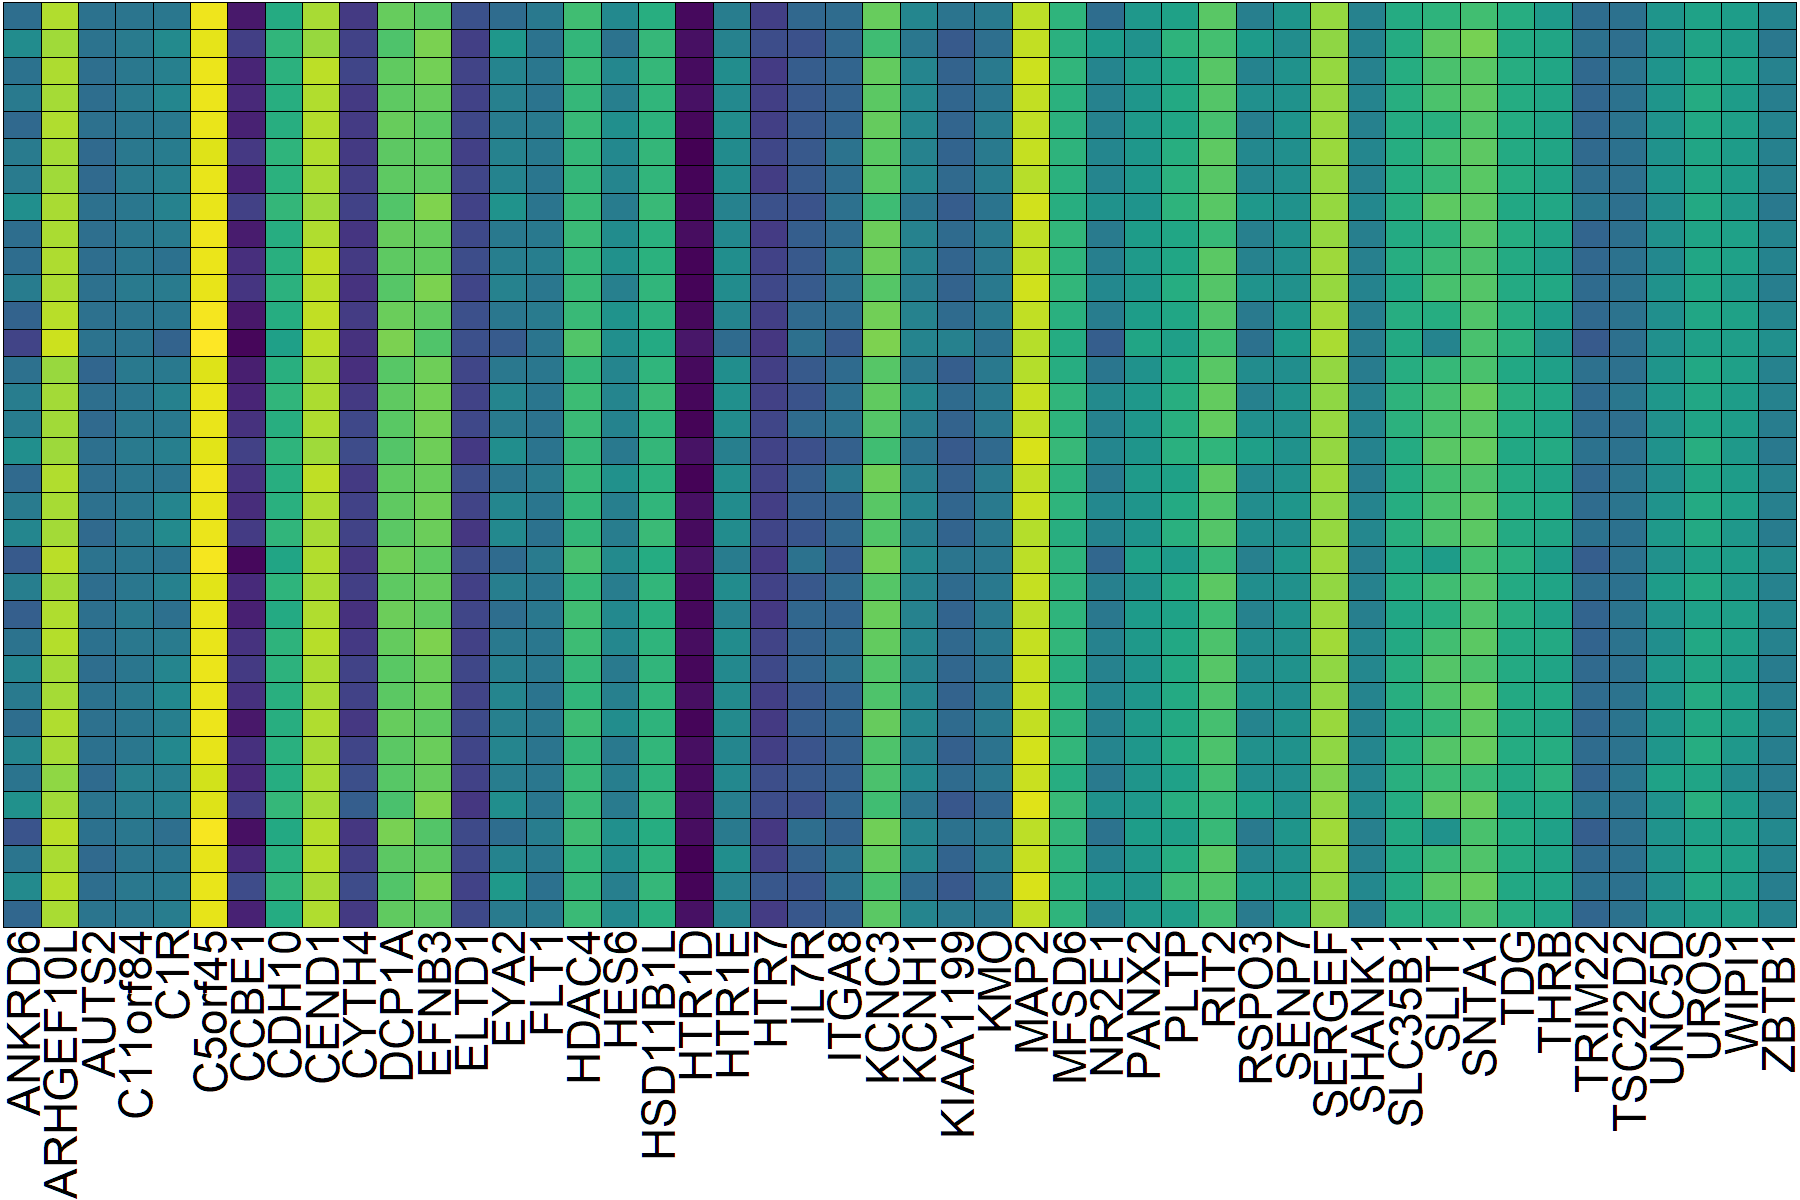 ANKRD6
ARHGEF10L
AUTS2
C11orf84
C1R
C5orf45
CCBE1
CDH10
CEND1
CYTH4
DCP1A
EFNB3
ELTD1
EYA2
FLT1
HDAC4
HES6
HSD11B1L
HTR1D
HTR1E
HTR7
IL7R
ITGA8
KCNC3
KCNH1
KIAA1199
KMO
MAP2
MFSD6
NR2E1
PANX2
PLTP
RIT2
RSPO3
SENP7
SERGEF
SHANK1
SLC35B1
SLIT1
SNTA1
TDG
THRB
TRIM22
TSC22D2
UNC5D
UROS
WIPI1
ZBTB1